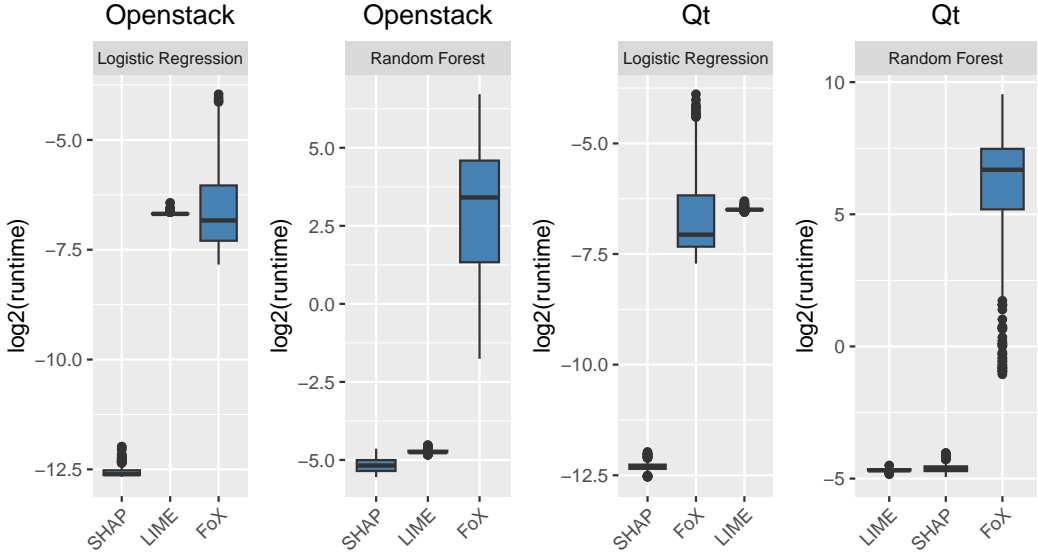 Openstack
Logistic Regression
log2(runtime)
−5.0
−7.5
−10.0
−12.5
SHAP
LIME
FoX
Openstack
Random Forest
log2(runtime)
5.0
2.5
0.0
−2.5
−5.0
SHAP
LIME
FoX
Qt
Logistic Regression
log2(runtime)
−5.0
−7.5
−10.0
−12.5
SHAP
FoX
LIME
Qt
Random Forest
log2(runtime)
10
5
0
−5
LIME
SHAP
FoX